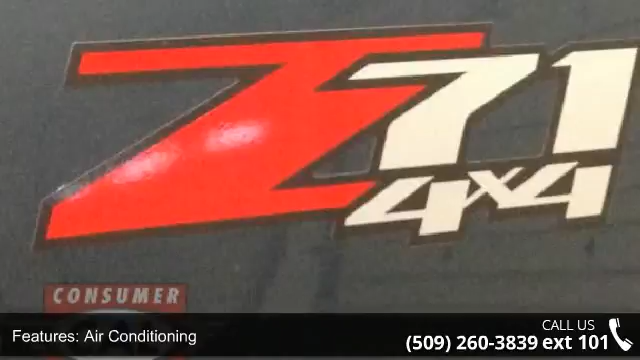 Z71
4x4
CONSUMER
Features: Air Conditioning
CALL US
(509) 260-3839 ext 101